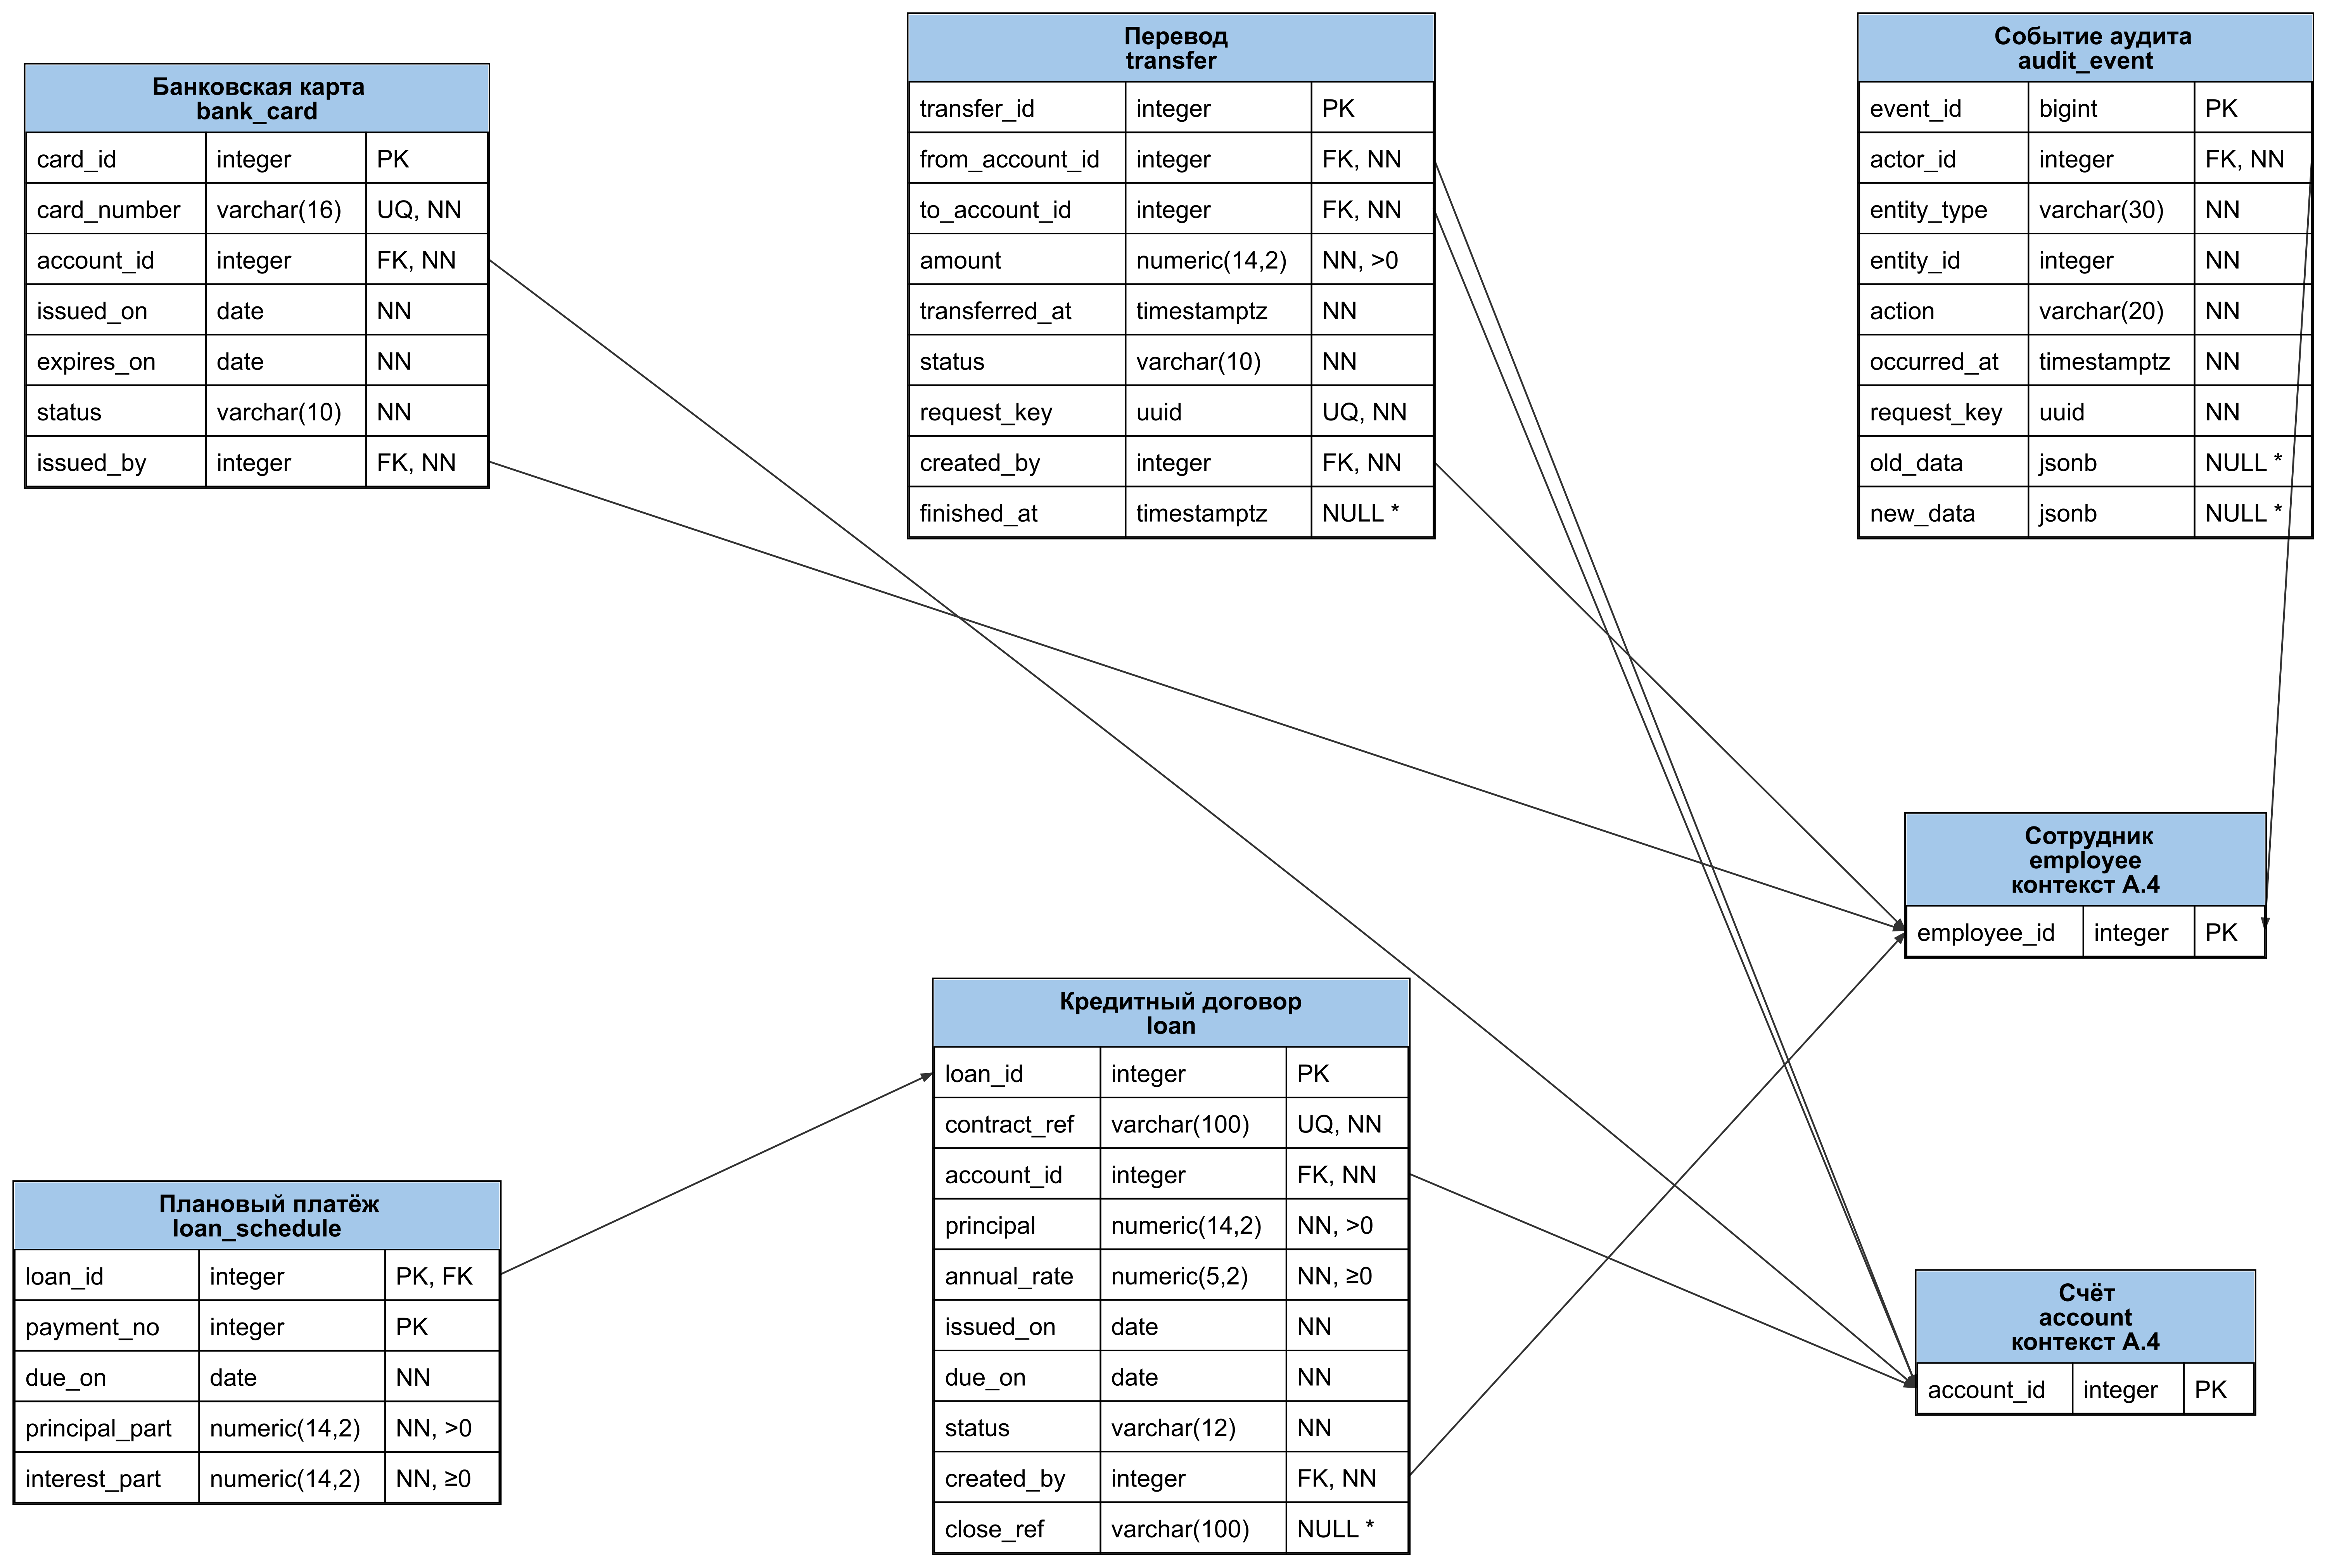 Банковская карта
bank_card
card_id integer PK
card_number varchar(16) UQ, NN
account_id integer FK, NN
issued_on date NN
expires_on date NN
status varchar(10) NN
issued_by integer FK, NN
Перевод
transfer
transfer_id integer PK
from_account_id integer FK, NN
to_account_id integer FK, NN
amount numeric(14,2) NN, >0
transferred_at timestamptz NN
status varchar(10) NN
request_key uuid UQ, NN
created_by integer FK, NN
finished_at timestamptz NULL *
Событие аудита
audit_event
event_id bigint PK
actor_id integer FK, NN
entity_type varchar(30) NN
entity_id integer NN
action varchar(20) NN
occurred_at timestamptz NN
request_key uuid NN
old_data jsonb NULL *
new_data jsonb NULL *
Сотрудник
employee
контекст А.4
employee_id integer PK
Плановый платёж
loan_schedule
loan_id integer PK, FK
payment_no integer PK
due_on date NN
principal_part numeric(14,2) NN, >0
interest_part numeric(14,2) NN, ≥0
Кредитный договор
loan
loan_id integer PK
contract_ref varchar(100) UQ, NN
account_id integer FK, NN
principal numeric(14,2) NN, >0
annual_rate numeric(5,2) NN, ≥0
issued_on date NN
due_on date NN
status varchar(12) NN
created_by integer FK, NN
close_ref varchar(100) NULL *
Счёт
account
контекст А.4
account_id integer PK